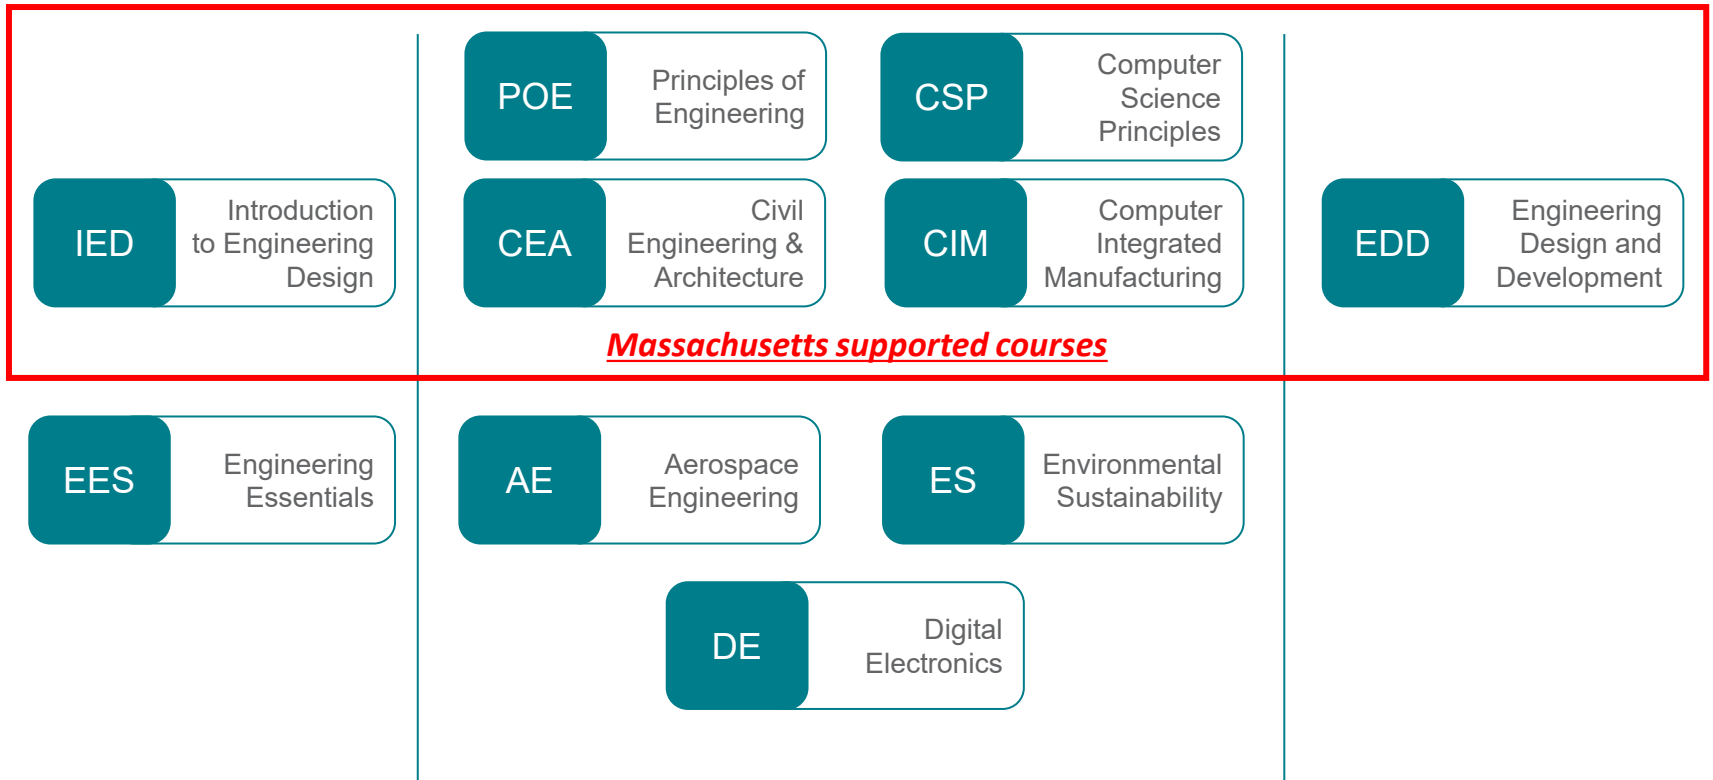 POE
Principles of
Engineering
CSP
Computer
Science
Principles
IED
Introduction
to Engineering
Design
CEA
Civil
Engineering &
Architecture
CIM
Computer
Integrated
Manufacturing
EDD
Engineering
Design and
Development
Massachusetts supported courses
EES
Engineering
Essentials
AE
Aerospace
Engineering
ES
Environmental
Sustainability
DE
Digital
Electronics